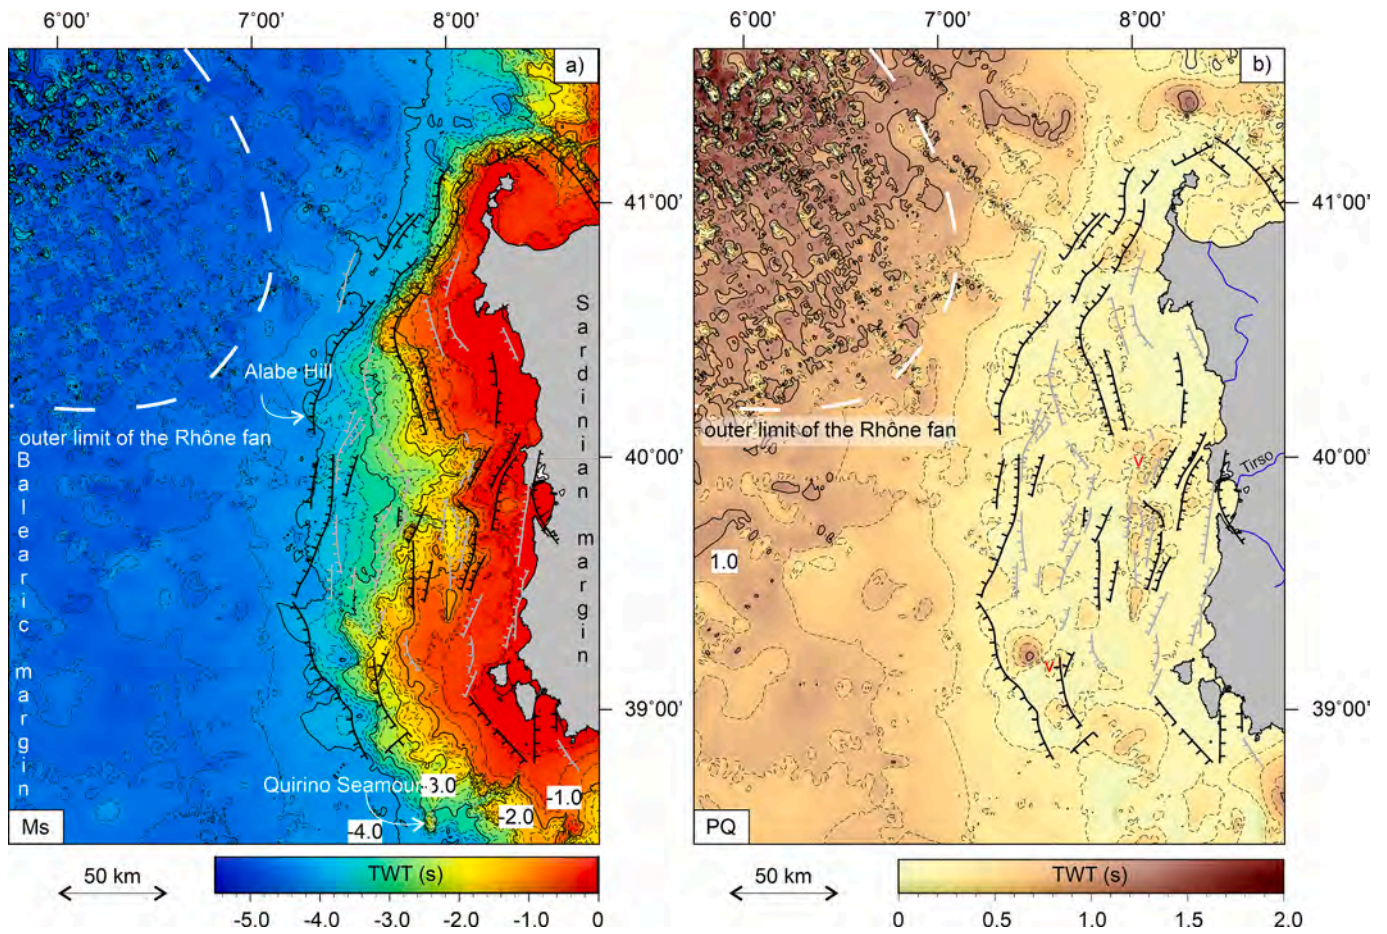 6°00' 7°00' 8°00'
a)
41°00'
40°00'
39°00'
Sardinian margin
Alabe Hill
outer limit of the Rhône fan
Balearic margin
Quirino Seamoun
-3.0
-1.0
-2.0
-4.0
Ms
50 km
TWT (s)
-5.0 -4.0 -3.0 -2.0 -1.0 0
6°00' 7°00' 8°00'
b)
41°00'
40°00'
39°00'
outer limit of the Rhône fan
V
Tirso
1.0
V
PQ
50 km
TWT (s)
0 0.5 1.0 1.5 2.0